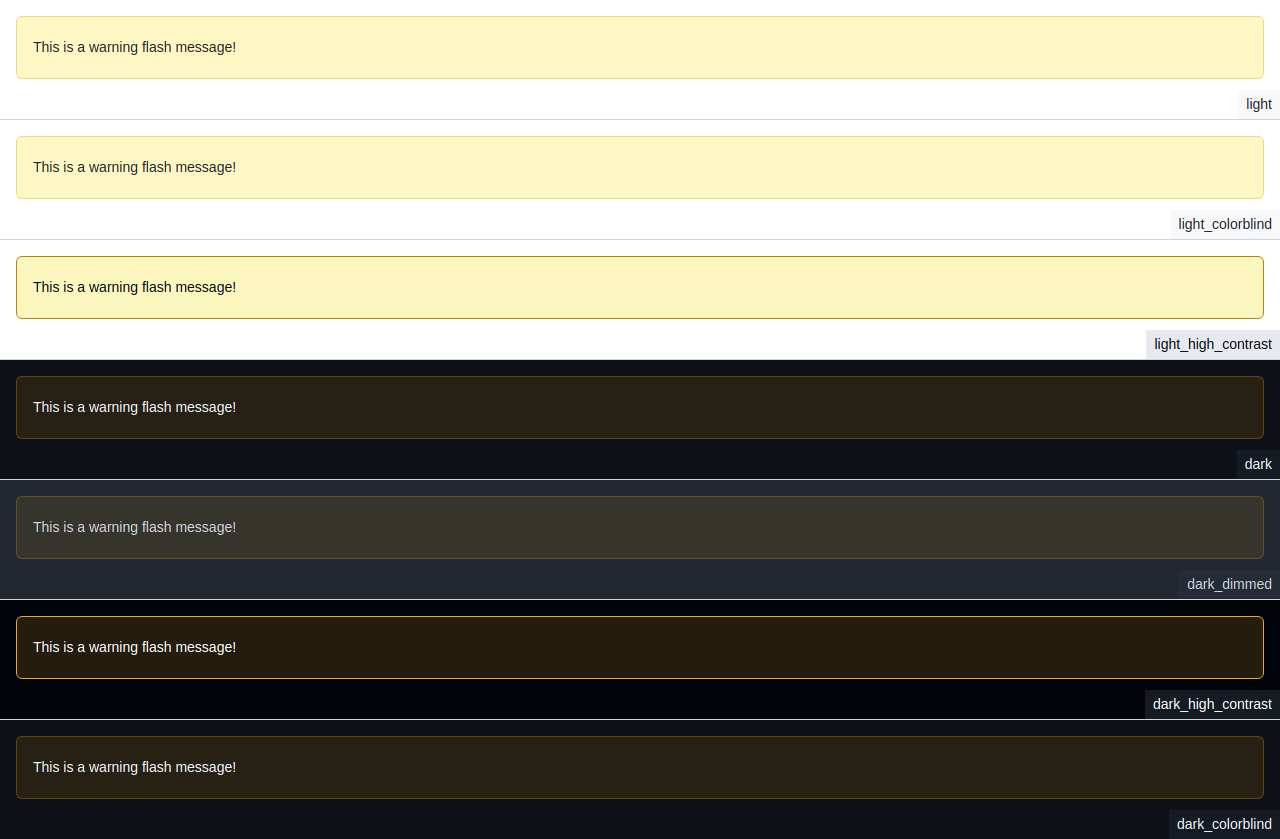 This is a warning flash message!
light
This is a warning flash message!
light_colorblind
This is a warning flash message!
light_high_contrast
This is a warning flash message!
dark
This is a warning flash message!
dark_dimmed
This is a warning flash message!
dark_high_contrast
This is a warning flash message!
dark_colorblind